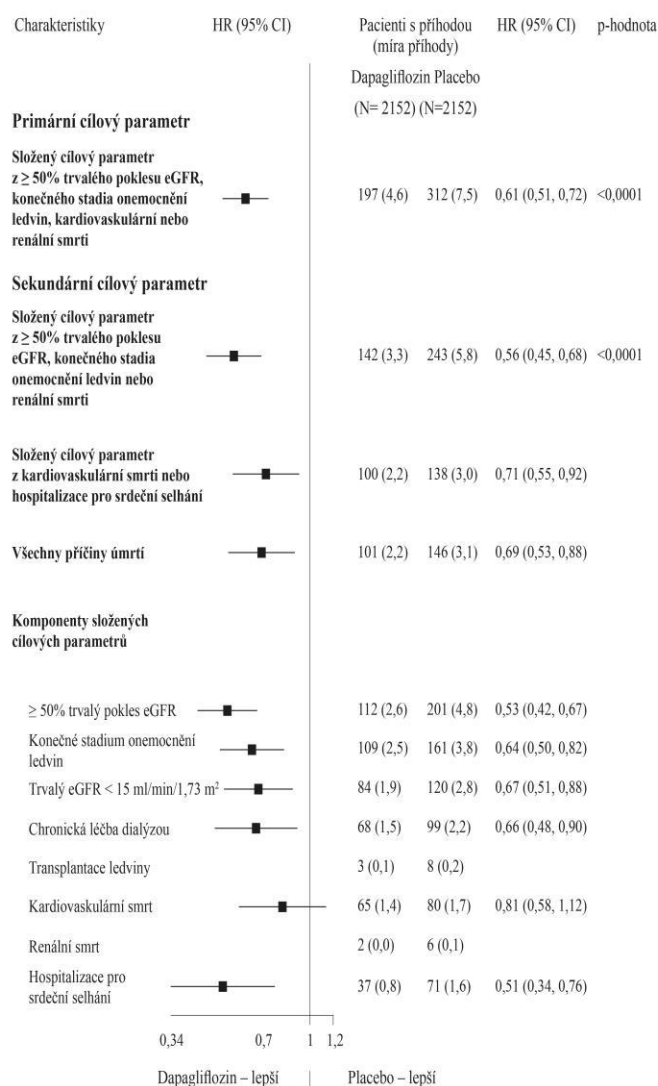 Charakteristiky HR (95% CI) Pacienti s příhodou HR (95% CI) p-hodnota
(míra příhody)
Dapagliflozin Placebo
(N= 2152) (N=2152)
Primární cílový parametr
Složený cílový parametr
z ≥ 50% trvalého poklesu eGFR,
konečného stadia onemocnění
ledvin, kardiovaskulární nebo
renální smrti
197 (4,6) 312 (7,5) 0,61 (0,51, 0,72) <0,0001
Sekundární cílový parametr
Složený cílový parametr
z ≥ 50% trvalého poklesu
eGFR, konečného stadia
onemocnění ledvin nebo
renální smrti
142 (3,3) 243 (5,8) 0,56 (0,45, 0,68) <0,0001
Složený cílový parametr
z kardiovaskulární smrti nebo
hospitalizace pro srdeční selhání
100 (2,2) 138 (3,0) 0,71 (0,55, 0,92)
Všechny příčiny úmrtí 101 (2,2) 146 (3,1) 0,69 (0,53, 0,88)
Komponenty složených
cílových parametrů
≥ 50% trvalý pokles eGFR 112 (2,6) 201 (4,8) 0,53 (0,42, 0,67)
Konečné stadium onemocnění
ledvin
109 (2,5) 161 (3,8) 0,64 (0,50, 0,82)
Trvalý eGFR < 15 ml/min/1,73 m² 84 (1,9) 120 (2,8) 0,67 (0,51, 0,88)
Chronická léčba dialýzou 68 (1,5) 99 (2,2) 0,66 (0,48, 0,90)
Transplantace ledviny 3 (0,1) 8 (0,2)
Kardiovaskulární smrt 65 (1,4) 80 (1,7) 0,81 (0,58, 1,12)
Renální smrt 2 (0,0) 6 (0,1)
Hospitalizace pro
srdeční selhání
37 (0,8) 71 (1,6) 0,51 (0,34, 0,76)
0,34 0,7 1 1,2
Dapagliflozin – lepší Placebo – lepší